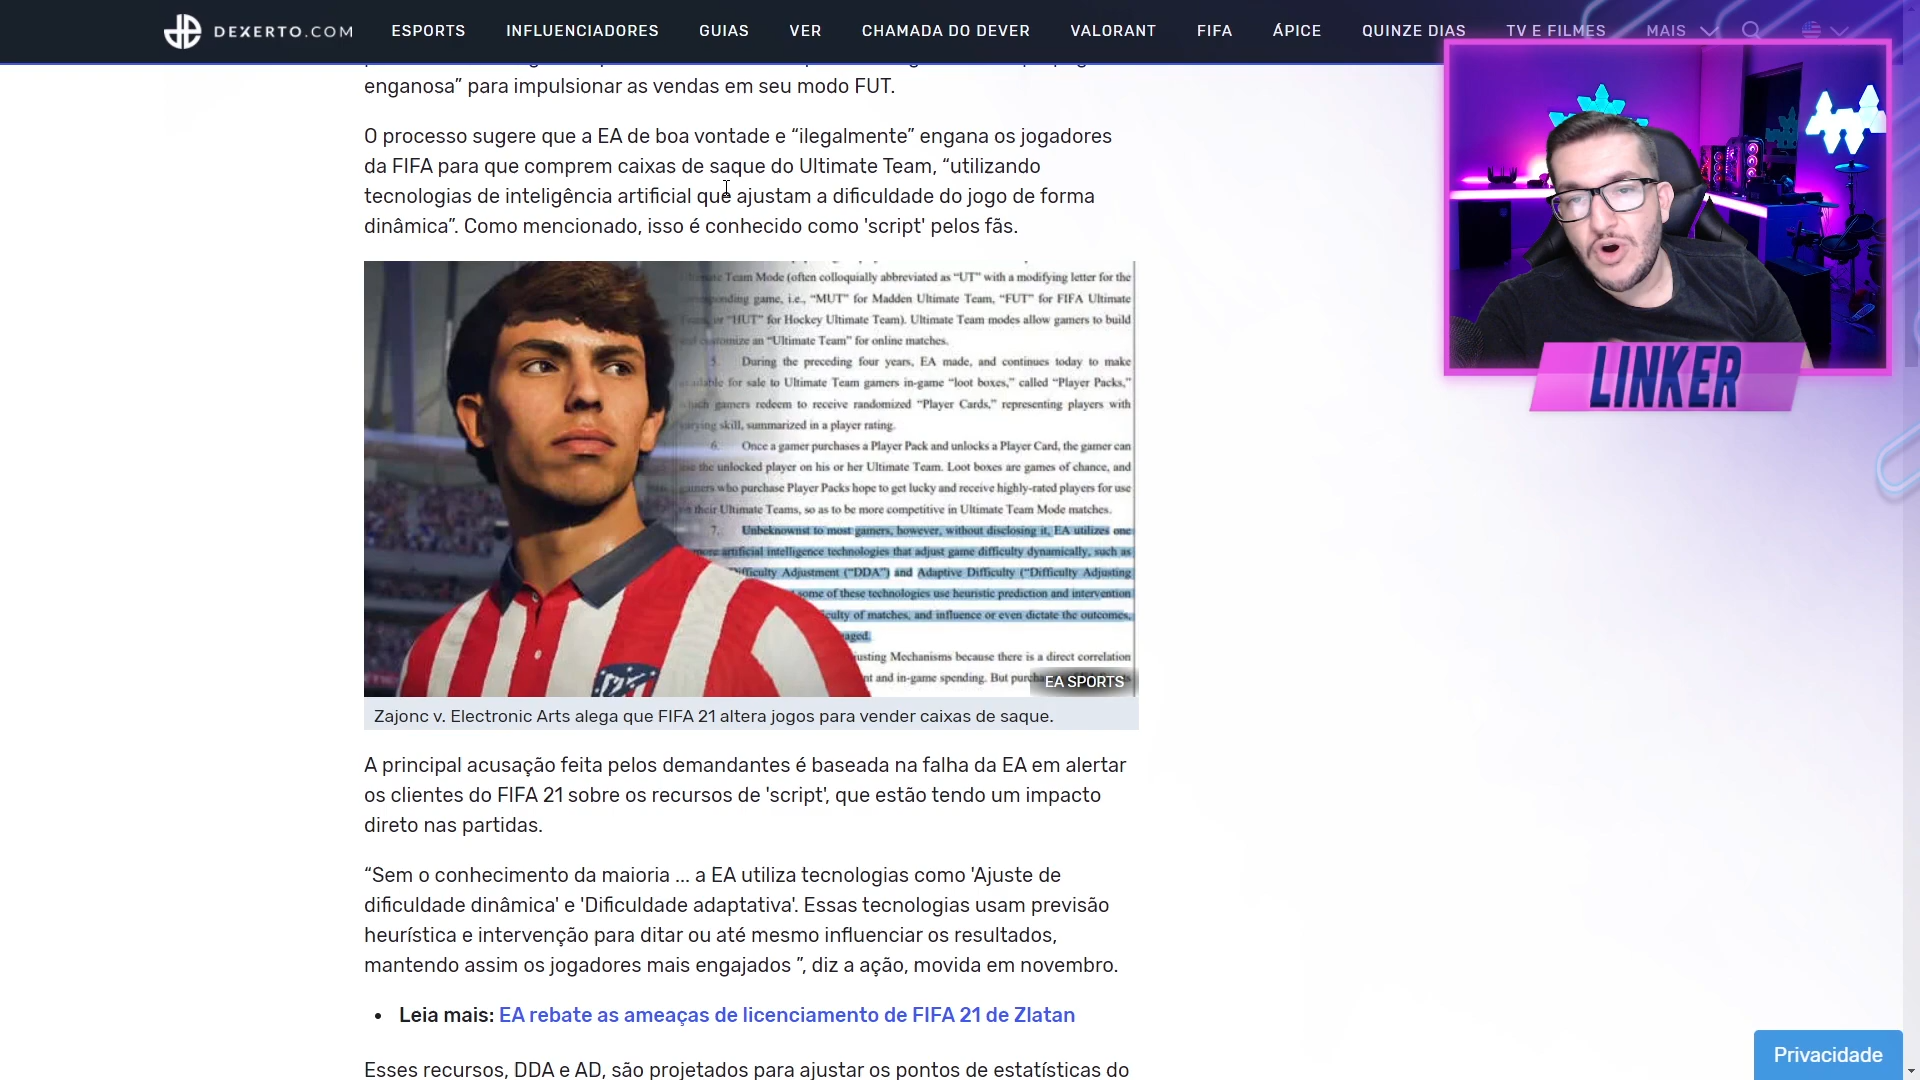 DEXERTO.COM
ESPORTS INFLUENCIADORES GUIAS VER CHAMADA DO DEVER VALORANT FIFA ÁPICE QUINZE DIAS TV E FILMES MAIS
enganosa” para impulsionar as vendas em seu modo FUT.
O processo sugere que a EA de boa vontade e “ilegalmente” engana os jogadores
da FIFA para que comprem caixas de saque do Ultimate Team, “utilizando
tecnologias de inteligência artificial que ajustam a dificuldade do jogo de forma
dinâmica”. Como mencionado, isso é conhecido como 'script' pelos fãs.
Team Mode (often colloquially abbreviated as “UT” with a modifying letter for the
game, i.e., “MUT” for Madden Ultimate Team, “FUT” for FIFA Ultimate
or “HUT” for Hockey Ultimate Team). Ultimate Team modes allow gamers to build
customize an “Ultimate Team” for online matches.
5. During the preceding four years, EA made, and continues today to make
available for sale to Ultimate Team gamers in-game “loot boxes,” called “Player Packs,”
which gamers redeem to receive randomized “Player Cards,” representing players with
varying skill, summarized in a player rating.
6. Once a gamer purchases a Player Pack and unlocks a Player Card, the gamer can
use the unlocked player on his or her Ultimate Team. Loot boxes are games of chance, and
gamers who purchase Player Packs hope to get lucky and receive highly-rated players for use
their Ultimate Teams, so as to be more competitive in Ultimate Team Mode matches.
7. Unbeknownst to most gamers, however, without disclosing it, EA utilizes one
more artificial intelligence technologies that adjust game difficulty dynamically, such as
Difficulty Adjustment (“DDA”) and Adaptive Difficulty (“Difficulty Adjusting
some of these technologies use heuristic prediction and intervention
culty of matches, and influence or even dictate the outcomes,
aged.
usting Mechanisms because there is a direct correlation
nt and in-game spending. But purcha
EA SPORTS
Zajonc v. Electronic Arts alega que FIFA 21 altera jogos para vender caixas de saque.
A principal acusação feita pelos demandantes é baseada na falha da EA em alertar
os clientes do FIFA 21 sobre os recursos de 'script', que estão tendo um impacto
direto nas partidas.
“Sem o conhecimento da maioria ... a EA utiliza tecnologias como 'Ajuste de
dificuldade dinâmica' e 'Dificuldade adaptativa'. Essas tecnologias usam previsão
heurística e intervenção para ditar ou até mesmo influenciar os resultados,
mantendo assim os jogadores mais engajados ”, diz a ação, movida em novembro.
• Leia mais: EA rebate as ameaças de licenciamento de FIFA 21 de Zlatan
Esses recursos, DDA e AD, são projetados para ajustar os pontos de estatísticas do
LINKER
Privacidade